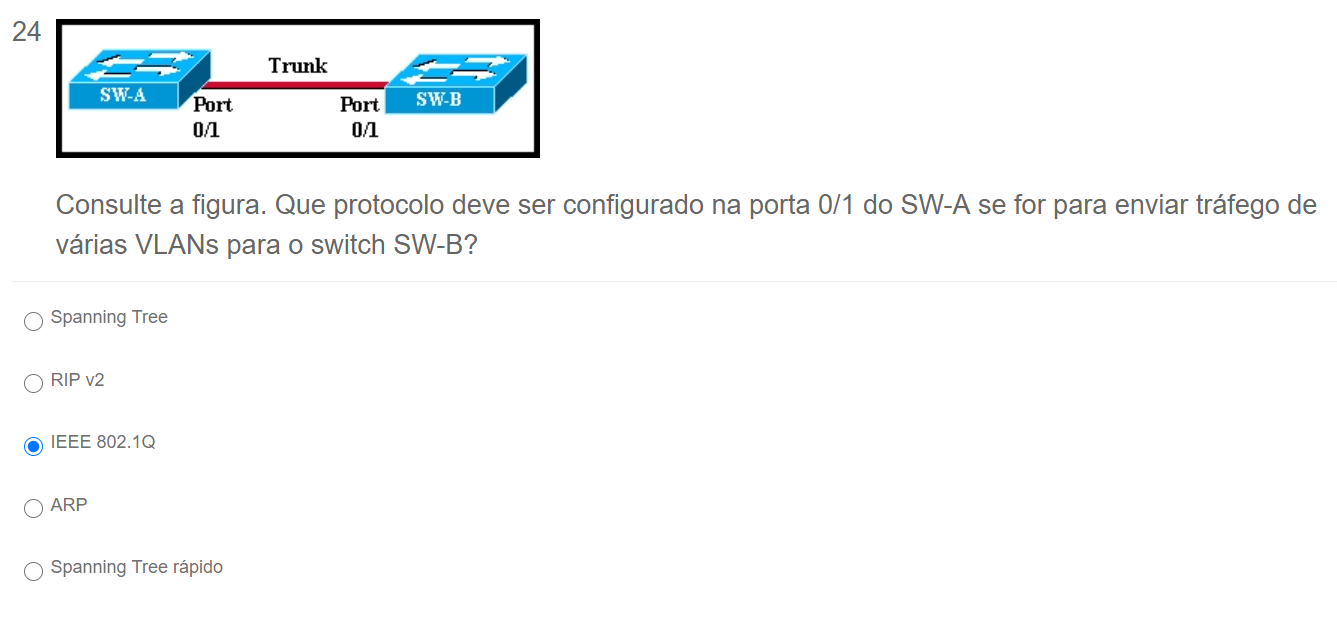 24
Trunk
SW-A
SW-B
Port
0/1
Port
0/1
Consulte a figura. Que protocolo deve ser configurado na porta 0/1 do SW-A se for para enviar tráfego de
várias VLANs para o switch SW-B?
Spanning Tree
RIP v2
IEEE 802.1Q
ARP
Spanning Tree rápido